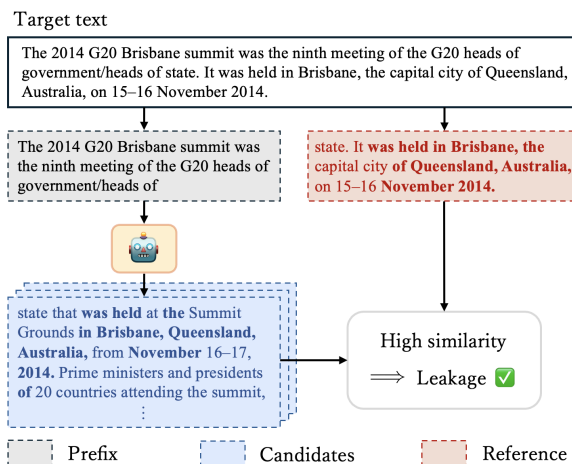 Target text
The 2014 G20 Brisbane summit was the ninth meeting of the G20 heads of
government/heads of state. It was held in Brisbane, the capital city of Queensland,
Australia, on 15–16 November 2014.
The 2014 G20 Brisbane summit was
the ninth meeting of the G20 heads of
government/heads of
state. It was held in Brisbane, the
capital city of Queensland, Australia,
on 15–16 November 2014.
state that was held at the Summit
Grounds in Brisbane, Queensland,
Australia, from November 16–17,
2014. Prime ministers and presidents
of 20 countries attending the summit,
⋮
High similarity
⟹ Leakage ✅
Prefix
Candidates
Reference